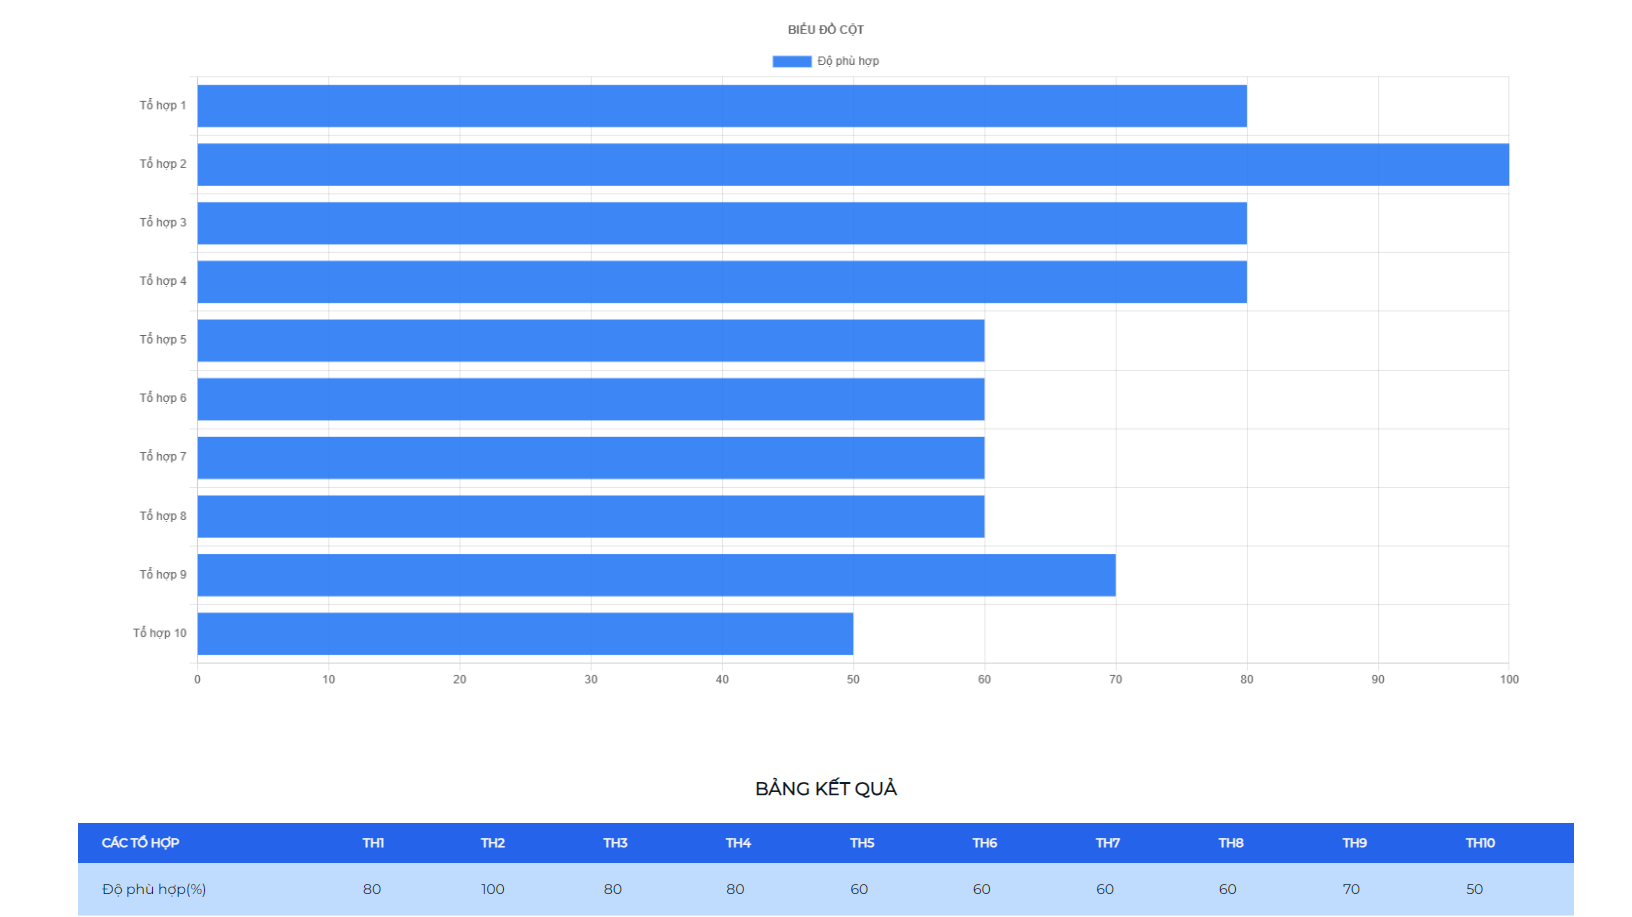 BIỂU ĐỒ CỘT
Độ phù hợp
Tổ hợp 1
Tổ hợp 2
Tổ hợp 3
Tổ hợp 4
Tổ hợp 5
Tổ hợp 6
Tổ hợp 7
Tổ hợp 8
Tổ hợp 9
Tổ hợp 10
0 10 20 30 40 50 60 70 80 90 100
BẢNG KẾT QUẢ
CÁC TỔ HỢP TH1 TH2 TH3 TH4 TH5 TH6 TH7 TH8 TH9 TH10
Độ phù hợp(%) 80 100 80 80 60 60 60 60 70 50